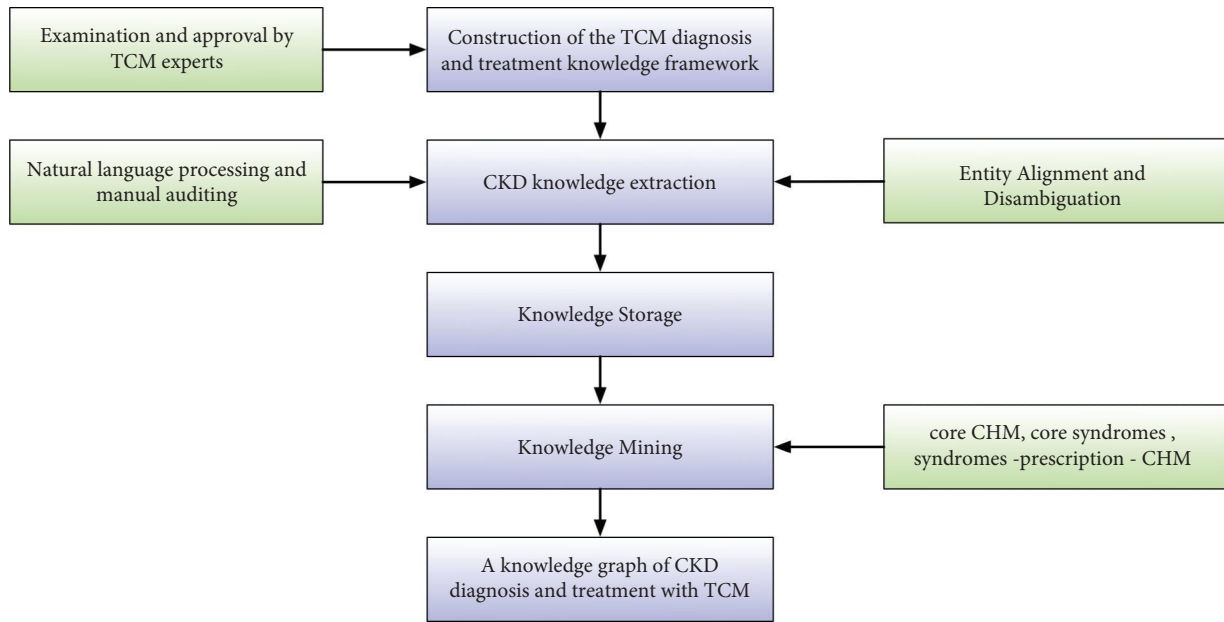 Examination and approval by
TCM experts
Construction of the TCM diagnosis
and treatment knowledge framework
Natural language processing and
manual auditing
CKD knowledge extraction
Entity Alignment and
Disambiguation
Knowledge Storage
Knowledge Mining
core CHM, core syndromes ,
syndromes -prescription - CHM
A knowledge graph of CKD
diagnosis and treatment with TCM